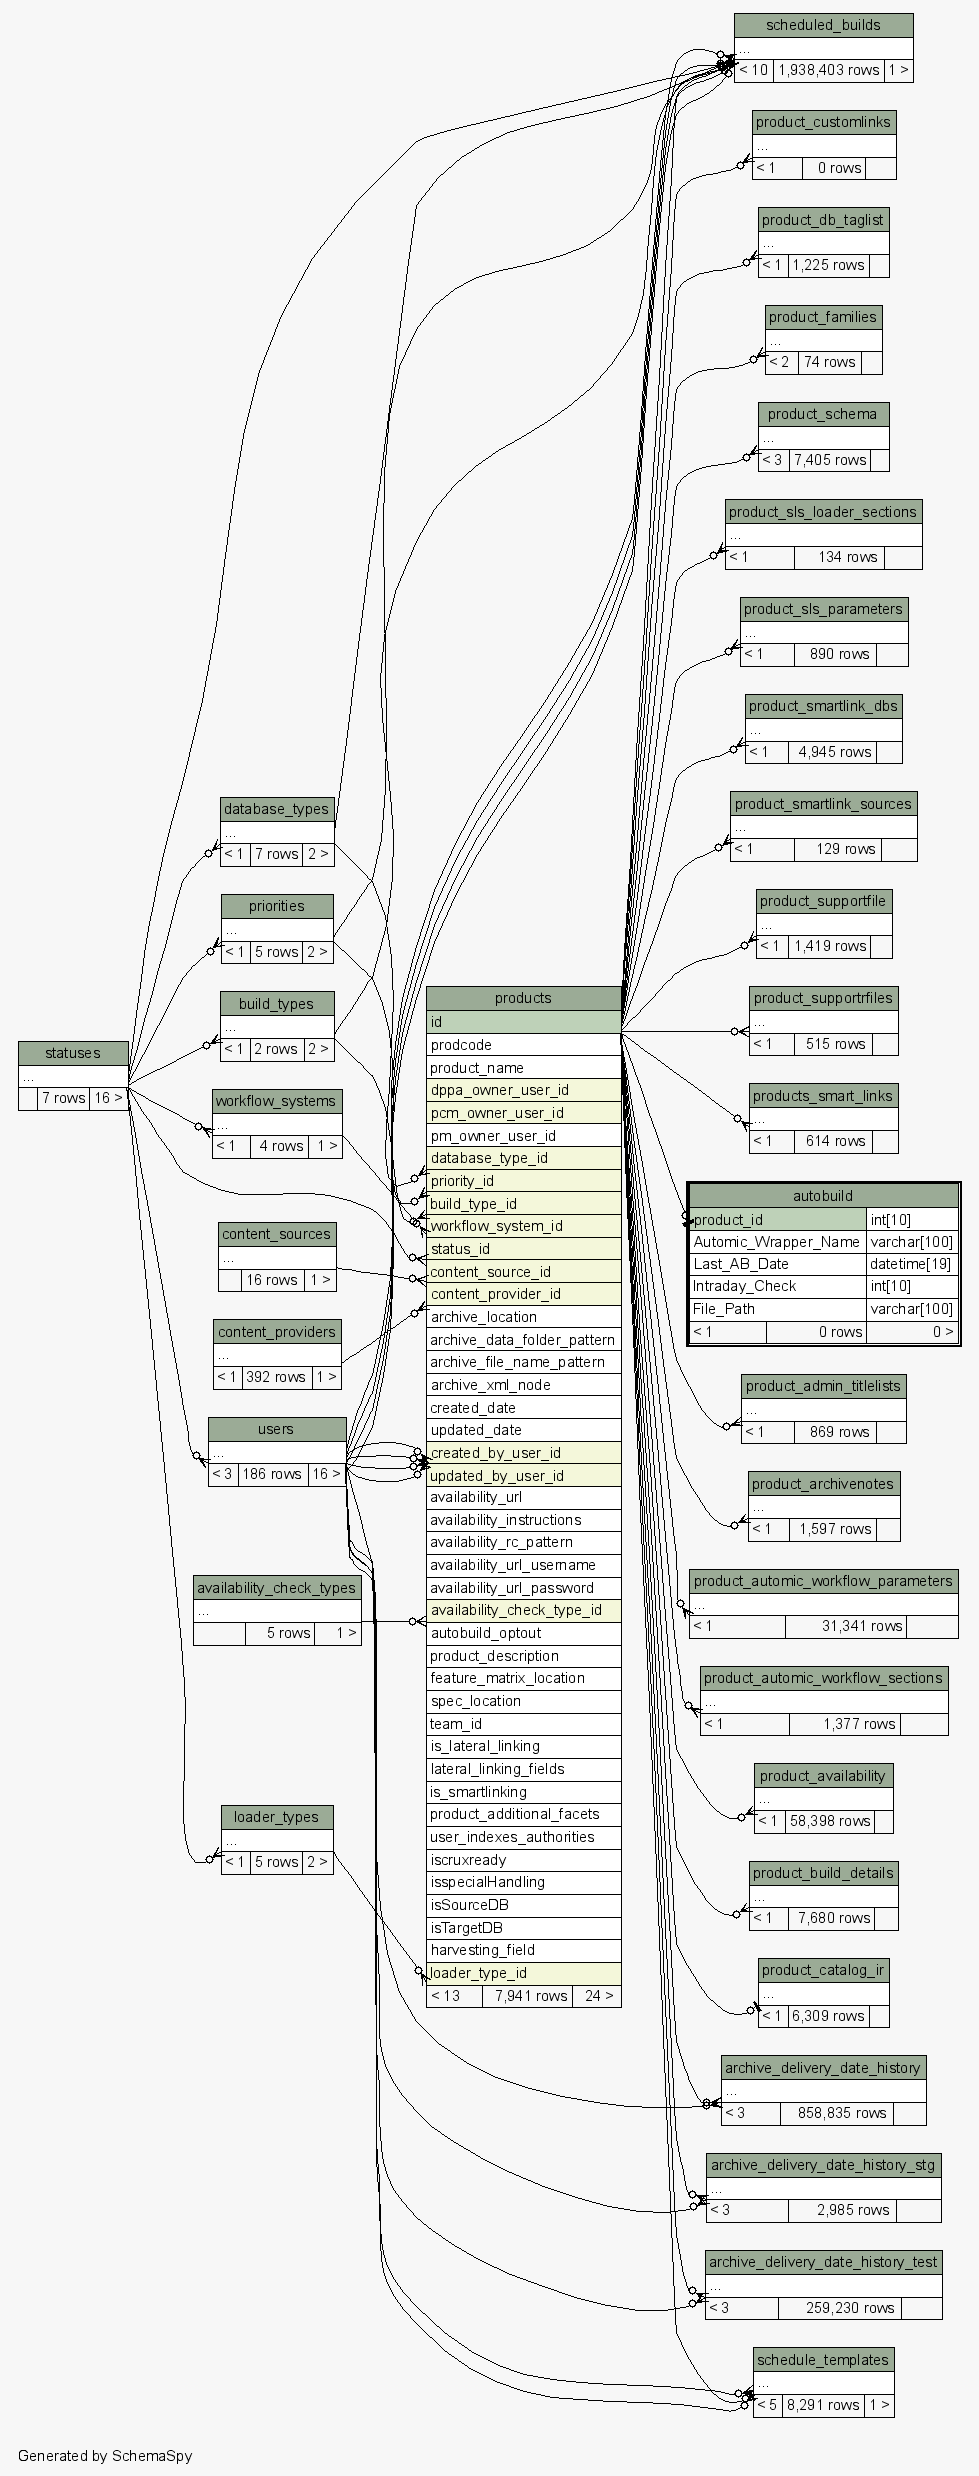 scheduled_builds
...
< 10 1,938,403 rows 1 >
product_customlinks
...
< 1 0 rows
product_db_taglist
...
< 1 1,225 rows
product_families
...
< 2 74 rows
product_schema
...
< 3 7,405 rows
product_sls_loader_sections
...
< 1 134 rows
product_sls_parameters
...
< 1 890 rows
product_smartlink_dbs
...
< 1 4,945 rows
product_smartlink_sources
...
< 1 129 rows
product_supportfile
...
< 1 1,419 rows
product_supportrfiles
...
< 1 515 rows
products_smart_links
...
< 1 614 rows
autobuild
product_id int[10]
Automic_Wrapper_Name varchar[100]
Last_AB_Date datetime[19]
Intraday_Check int[10]
File_Path varchar[100]
< 1 0 rows 0 >
product_admin_titlelists
...
< 1 869 rows
product_archivenotes
...
< 1 1,597 rows
product_automic_workflow_parameters
...
< 1 31,341 rows
product_automic_workflow_sections
...
< 1 1,377 rows
product_availability
...
< 1 58,398 rows
product_build_details
...
< 1 7,680 rows
product_catalog_ir
...
< 1 6,309 rows
archive_delivery_date_history
...
< 3 858,835 rows
archive_delivery_date_history_stg
...
< 3 2,985 rows
archive_delivery_date_history_test
...
< 3 259,230 rows
schedule_templates
...
< 5 8,291 rows 1 >
database_types
...
< 1 7 rows 2 >
priorities
...
< 1 5 rows 2 >
build_types
...
< 1 2 rows 2 >
statuses
...
7 rows 16 >
workflow_systems
...
< 1 4 rows 1 >
content_sources
...
16 rows 1 >
content_providers
...
< 1 392 rows 1 >
users
...
< 3 186 rows 16 >
availability_check_types
...
5 rows 1 >
loader_types
...
< 1 5 rows 2 >
products
id
prodcode
product_name
dppa_owner_user_id
pcm_owner_user_id
pm_owner_user_id
database_type_id
priority_id
build_type_id
workflow_system_id
status_id
content_source_id
content_provider_id
archive_location
archive_data_folder_pattern
archive_file_name_pattern
archive_xml_node
created_date
updated_date
created_by_user_id
updated_by_user_id
availability_url
availability_instructions
availability_rc_pattern
availability_url_username
availability_url_password
availability_check_type_id
autobuild_optout
product_description
feature_matrix_location
spec_location
team_id
is_lateral_linking
lateral_linking_fields
is_smartlinking
product_additional_facets
user_indexes_authorities
iscruxready
isspecialHandling
isSourceDB
isTargetDB
harvesting_field
loader_type_id
< 13 7,941 rows 24 >
Generated by SchemaSpy